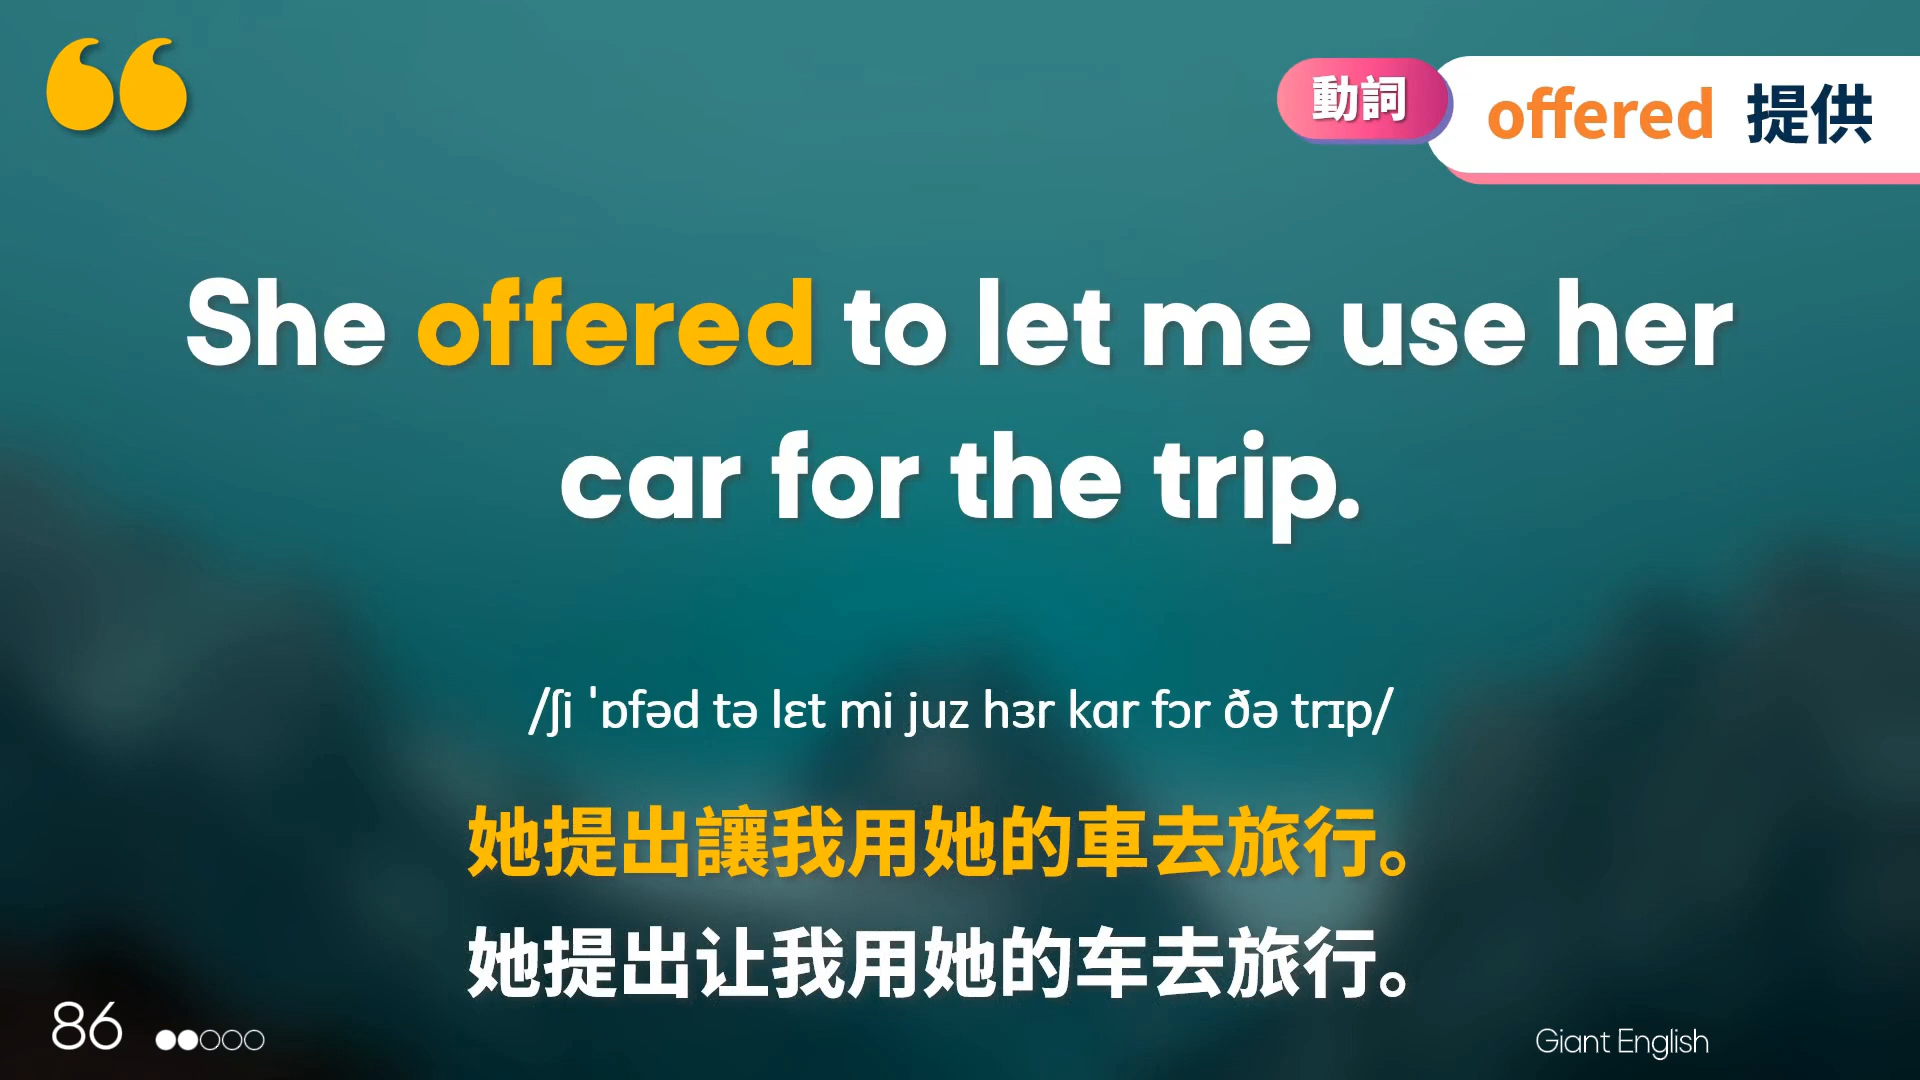 動詞 offered 提供
She offered to let me use her
car for the trip.
/ʃi ˈɒfəd tə lɛt mi juz hɜr kɑr fɔr ðə trɪp/
她提出讓我用她的車去旅行。
她提出让我用她的车去旅行。
86
Giant English